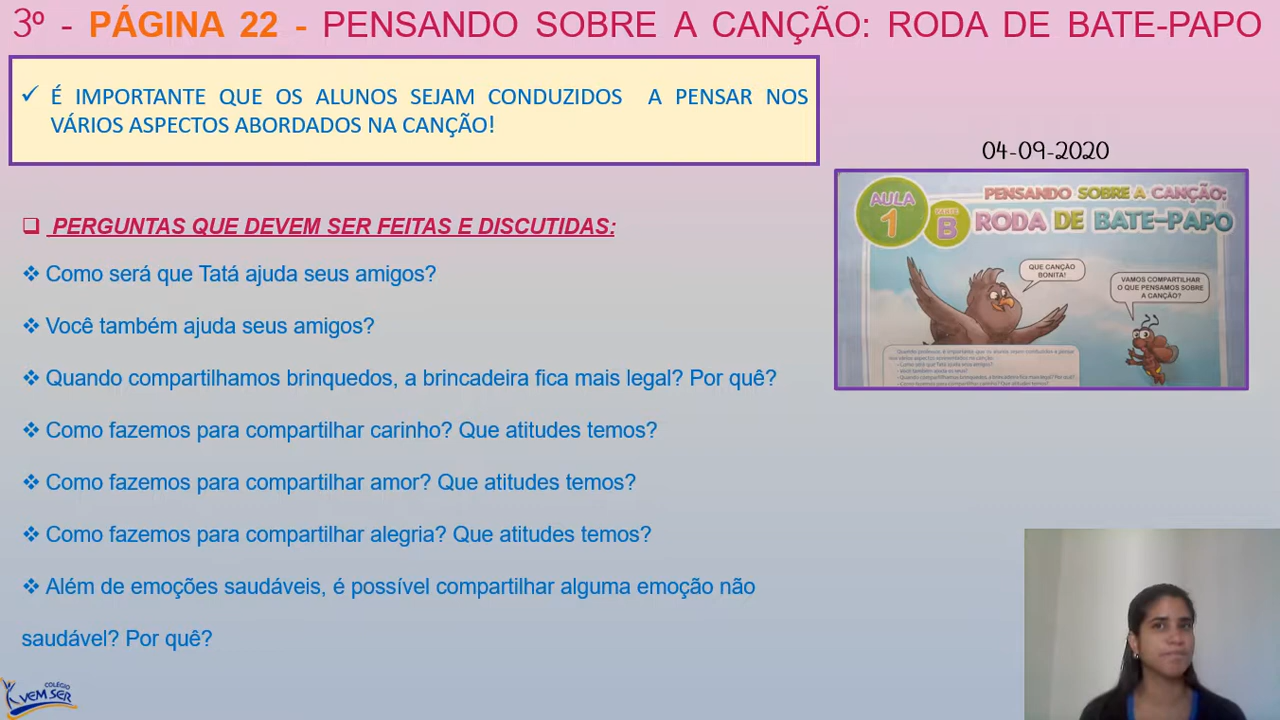 3º - PÁGINA 22 - PENSANDO SOBRE A CANÇÃO: RODA DE BATE-PAPO
✓ É IMPORTANTE QUE OS ALUNOS SEJAM CONDUZIDOS A PENSAR NOS
VÁRIOS ASPECTOS ABORDADOS NA CANÇÃO!
04-09-2020
AULA
1
PARTE
B
PENSANDO SOBRE A CANÇÃO:
RODA DE BATE-PAPO
QUE CANÇÃO
BONITA!
VAMOS COMPARTILHAR
O QUE PENSAMOS SOBRE
A CANÇÃO?
❑ PERGUNTAS QUE DEVEM SER FEITAS E DISCUTIDAS:
❖ Como será que Tatá ajuda seus amigos?
❖ Você também ajuda seus amigos?
❖ Quando compartilhamos brinquedos, a brincadeira fica mais legal? Por quê?
❖ Como fazemos para compartilhar carinho? Que atitudes temos?
❖ Como fazemos para compartilhar amor? Que atitudes temos?
❖ Como fazemos para compartilhar alegria? Que atitudes temos?
❖ Além de emoções saudáveis, é possível compartilhar alguma emoção não
saudável? Por quê?
COLÉGIO
VEM SER